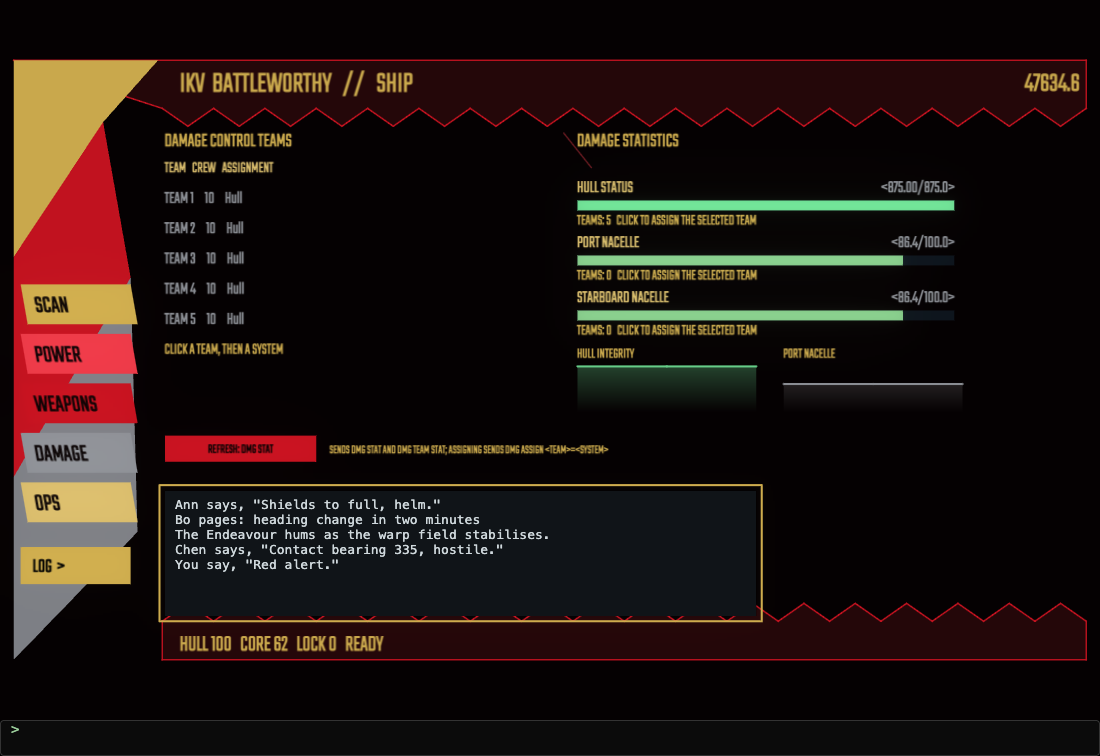 IKV BATTLEWORTHY // SHIP
47634.6
DAMAGE CONTROL TEAMS
TEAM CREW ASSIGNMENT
TEAM 1 10 Hull
TEAM 2 10 Hull
TEAM 3 10 Hull
TEAM 4 10 Hull
TEAM 5 10 Hull
CLICK A TEAM, THEN A SYSTEM
DAMAGE STATISTICS
HULL STATUS <875.00/875.0>
TEAMS: 5 CLICK TO ASSIGN THE SELECTED TEAM
PORT NACELLE <86.4/100.0>
TEAMS: 0 CLICK TO ASSIGN THE SELECTED TEAM
STARBOARD NACELLE <86.4/100.0>
TEAMS: 0 CLICK TO ASSIGN THE SELECTED TEAM
HULL INTEGRITY
PORT NACELLE
SCAN
POWER
WEAPONS
DAMAGE
OPS
LOG >
REFRESH: DMG STAT
SENDS DMG STAT AND DMG TEAM STAT; ASSIGNING SENDS DMG ASSIGN <TEAM>=<SYSTEM>
Ann says, "Shields to full, helm."
Bo pages: heading change in two minutes
The Endeavour hums as the warp field stabilises.
Chen says, "Contact bearing 335, hostile."
You say, "Red alert."
HULL 100 CORE 62 LOCK 0 READY
>